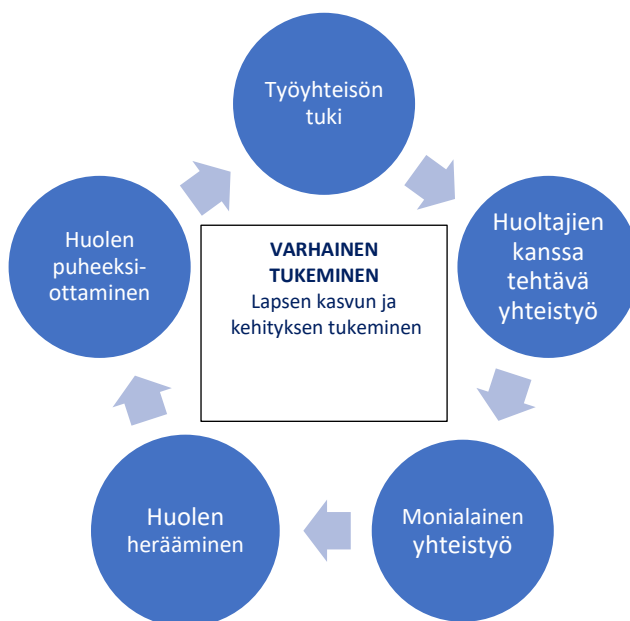 Työyhteisön
tuki
Huoltajien
kanssa
tehtävä
yhteistyö
Monialainen
yhteistyö
Huolen
herääminen
Huolen
puheeksi-
ottaminen
VARHAINEN
TUKEMINEN
Lapsen kasvun ja
kehityksen tukeminen